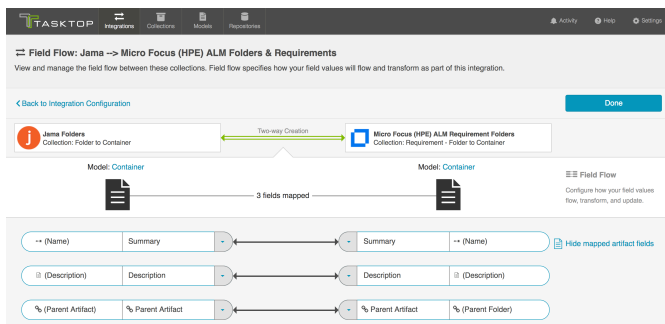 TASKTOP
Integrations
Collections
Models
Repositories
Activity
Help
Settings
Field Flow: Jama --> Micro Focus (HPE) ALM Folders & Requirements
View and manage the field flow between these collections. Field flow specifies how your field values will flow and transform as part of this integration.
Back to Integration Configuration
Done
Jama Folders
Collection: Folder to Container
Two-way Creation
Micro Focus (HPE) ALM Requirement Folders
Collection: Requirement - Folder to Container
Model: Container
Model: Container
3 fields mapped
Field Flow
Configure how your field values
flow, transform, and update.
(Name)
Summary
Summary
(Name)
Hide mapped artifact fields
(Description)
Description
Description
(Description)
(Parent Artifact)
Parent Artifact
Parent Artifact
(Parent Folder)